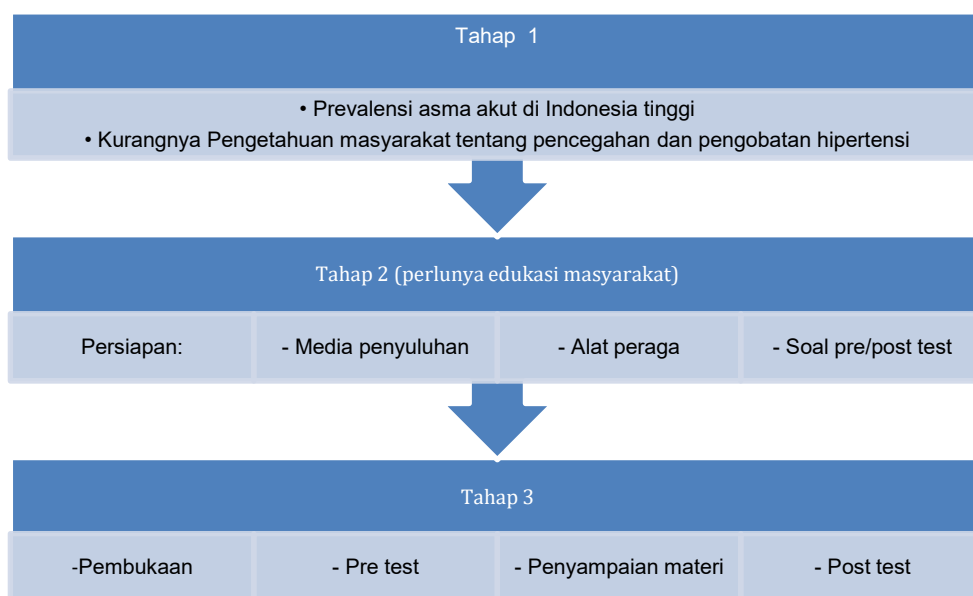 Tahap 1
• Prevalensi asma akut di Indonesia tinggi
• Kurangnya Pengetahuan masyarakat tentang pencegahan dan pengobatan hipertensi
Tahap 2 (perlunya edukasi masyarakat)
Persiapan:
- Media penyuluhan
- Alat peraga
- Soal pre/post test
Tahap 3
-Pembukaan
- Pre test
- Penyampaian materi
- Post test